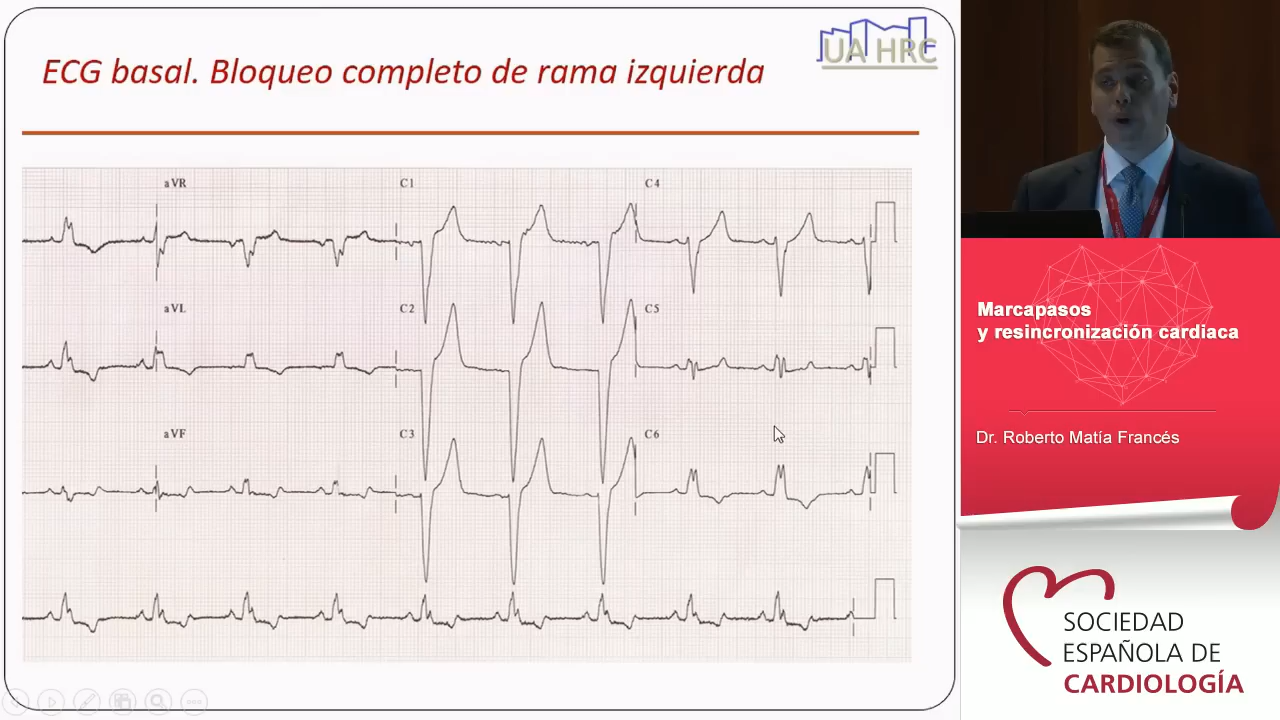 ECG basal. Bloqueo completo de rama izquierda
UA HRC
aVR
C1
C4
aVL
C2
C5
aVF
C3
C6
Marcapasos
y resincronización cardiaca
Dr. Roberto Matía Francés
SOCIEDAD
ESPAÑOLA DE
CARDIOLOGÍA